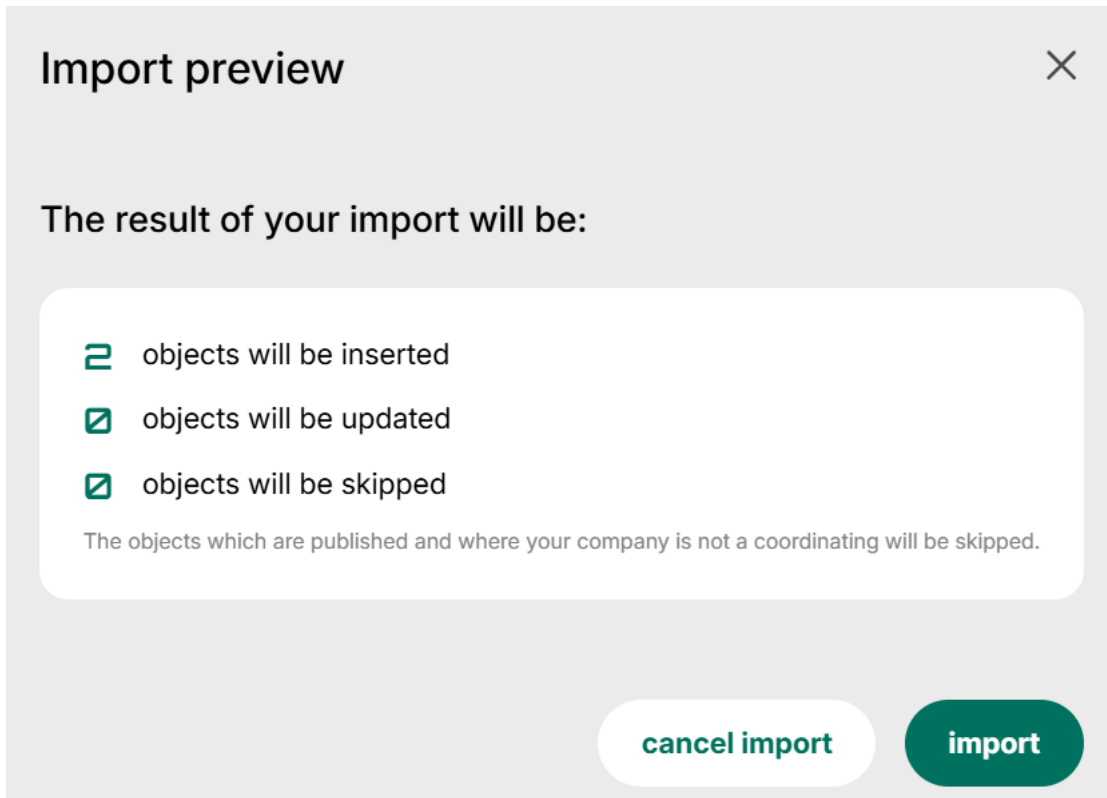 Import preview
The result of your import will be:
2 objects will be inserted
0 objects will be updated
0 objects will be skipped
The objects which are published and where your company is not a coordinating will be skipped.
cancel import
import